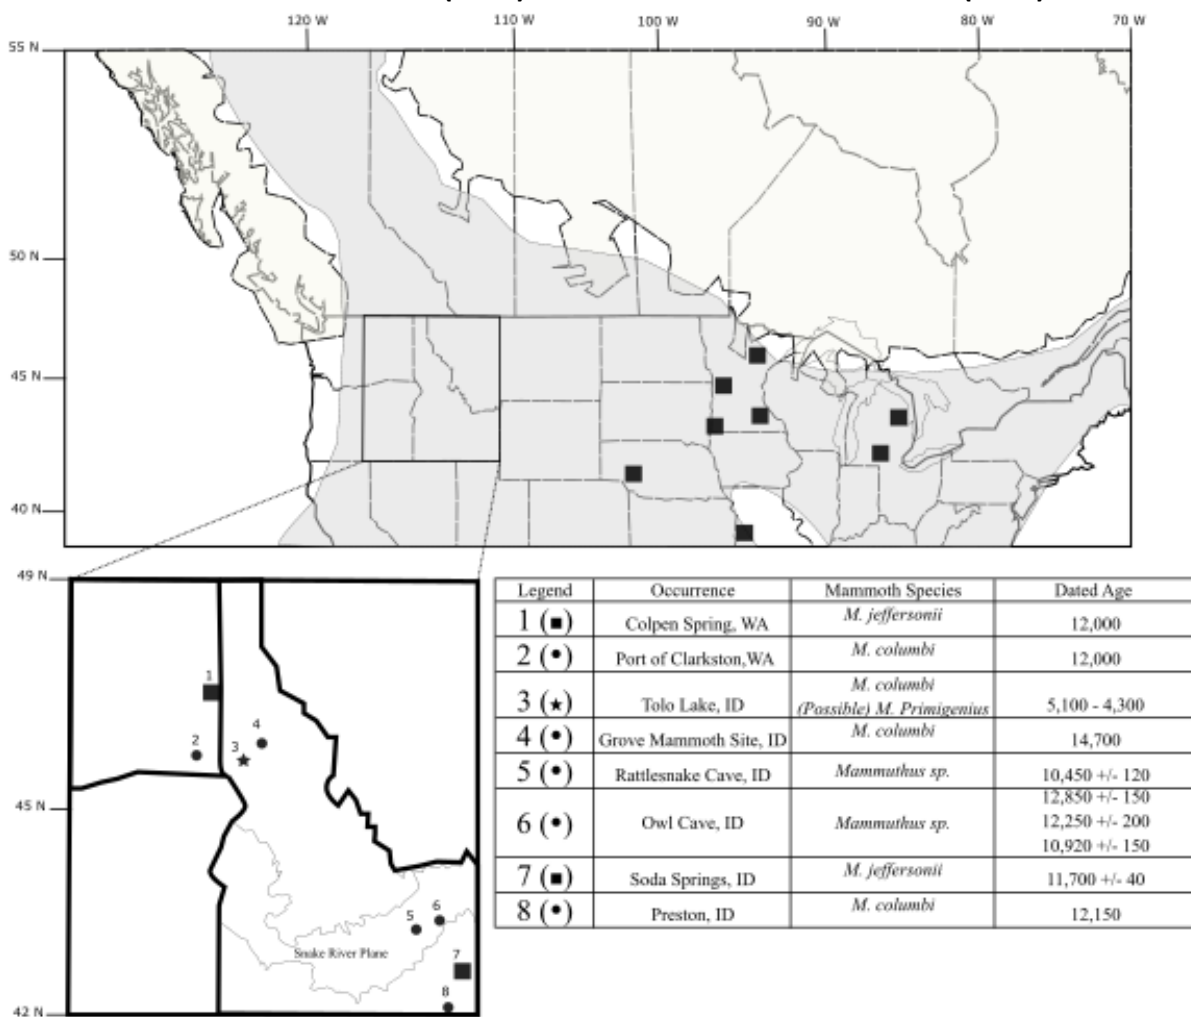 120 W 110 W 100 W 90 W 80 W 70 W
55 N
50 N
45 N
40 N
49 N
45 N
42 N
1
2
3
4
5
6
7
8
Snake River Plane
Legend Occurrence Mammoth Species Dated Age
1 (■) Colpen Spring, WA M. jeffersonii 12,000
2 (•) Port of Clarkston,WA M. columbi 12,000
3 (★) Tolo Lake, ID M. columbi (Possible) M. Primigenius 5,100 - 4,300
4 (•) Grove Mammoth Site, ID M. columbi 14,700
5 (•) Rattlesnake Cave, ID Mammuthus sp. 10,450 +/- 120
6 (•) Owl Cave, ID Mammuthus sp. 12,850 +/- 150
12,250 +/- 200
10,920 +/- 150
7 (■) Soda Springs, ID M. jeffersonii 11,700 +/- 40
8 (•) Preston, ID M. columbi 12,150